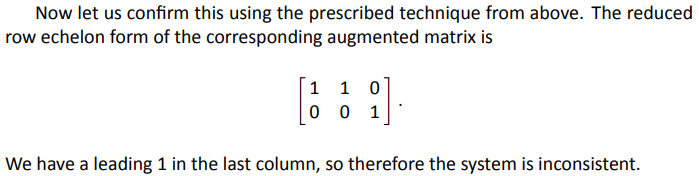 Now let us confirm this using the prescribed technique from above. The reduced
row echelon form of the corresponding augmented matrix is
[1 1 0
0 0 1].
We have a leading 1 in the last column, so therefore the system is inconsistent.